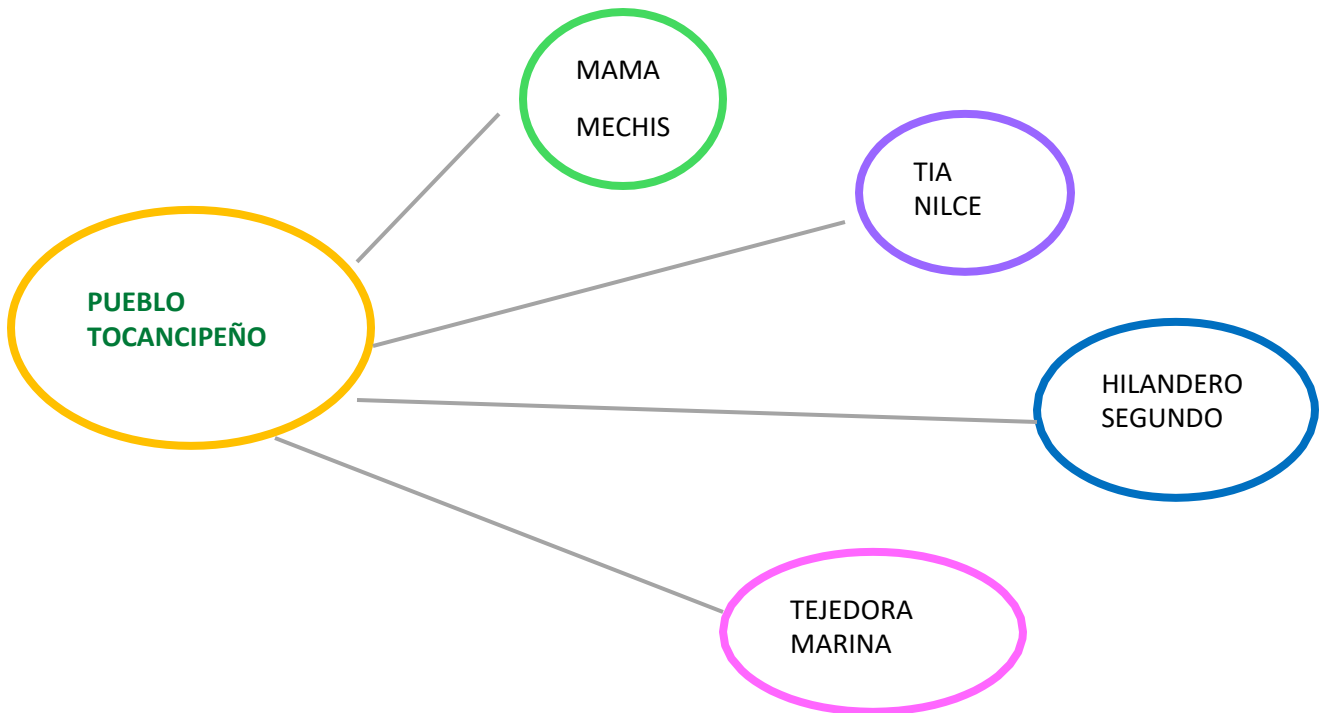 MAMA
MECHIS
TIA
NILCE
PUEBLO
TOCANCIPEÑO
HILANDERO
SEGUNDO
TEJEDORA
MARINA